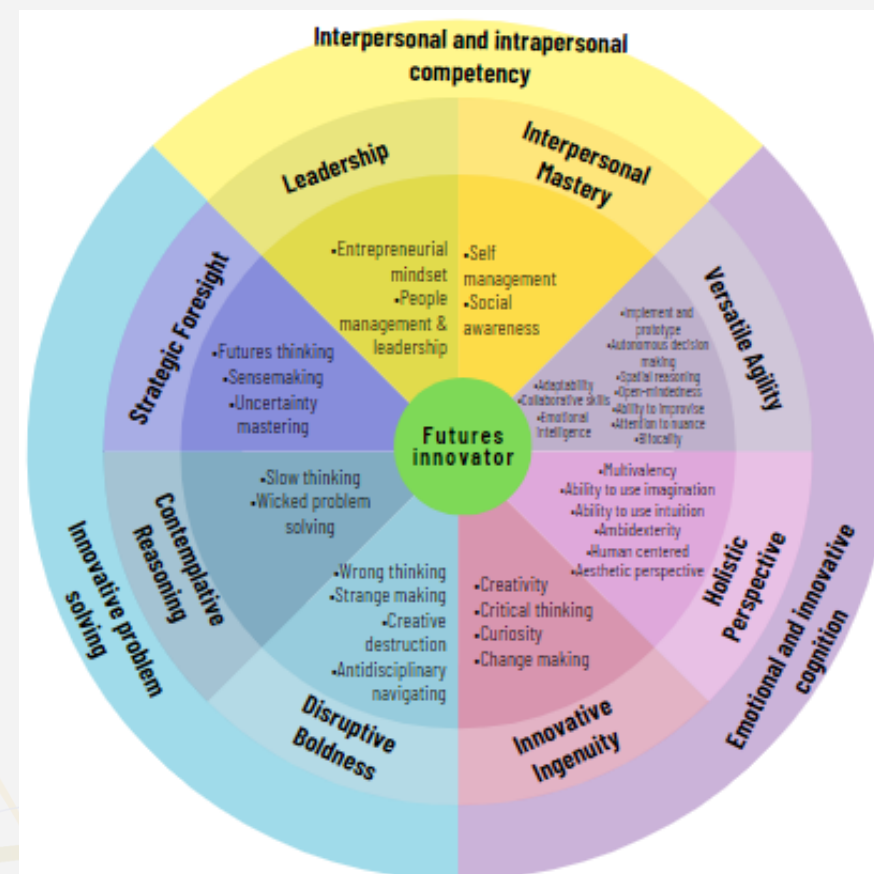 Interpersonal and intrapersonal
competency
Leadership
•Entrepreneurial
mindset
•People
management &
leadership
Interpersonal
Mastery
•Self
management
•Social
awareness
Versatile Agility
•Implement and
prototype
•Autonomous decision
making
•Spatial reasoning
•Open-mindedness
•Ability to improvise
•Attention to nuance
•Bifocality
•Adaptability
•Collaborative skills
•Emotional
intelligence
Strategic Foresight
•Futures thinking
•Sensemaking
•Uncertainty
mastering
Futures
innovator
Contemplative
Reasoning
•Slow thinking
•Wicked problem
solving
Holistic
Perspective
•Multivalency
•Ability to use imagination
•Ability to use intuition
•Ambidexterity
•Human centered
•Aesthetic perspective
Disruptive
Boldness
•Wrong thinking
•Strange making
•Creative
destruction
•Antidisciplinary
navigating
Innovative
Ingenuity
•Creativity
•Critical thinking
•Curiosity
•Change making
Innovative problem
solving
Emotional and innovative
cognition